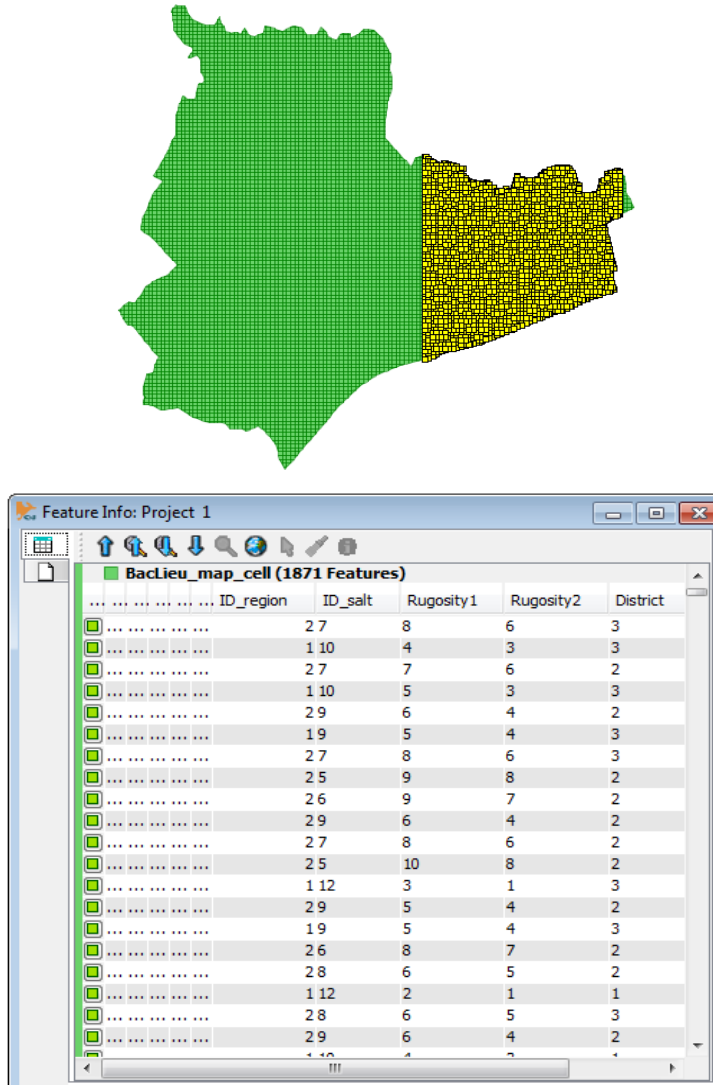 Feature Info: Project 1
BacLieu_map_cell (1871 Features)
... ... ... ... ... ... ID_region ID_salt Rugosity1 Rugosity2 District
... ... ... ... ... 2 7 8 6 3
... ... ... ... ... 1 10 4 3 3
... ... ... ... ... 2 7 7 6 2
... ... ... ... ... 1 10 5 3 3
... ... ... ... ... 2 9 6 4 2
... ... ... ... ... 1 9 5 4 3
... ... ... ... ... 2 7 8 6 3
... ... ... ... ... 2 5 9 8 2
... ... ... ... ... 2 6 9 7 2
... ... ... ... ... 2 9 6 4 2
... ... ... ... ... 2 7 8 6 2
... ... ... ... ... 2 5 10 8 2
... ... ... ... ... 1 12 3 1 3
... ... ... ... ... 2 9 5 4 2
... ... ... ... ... 1 9 5 4 3
... ... ... ... ... 2 6 8 7 2
... ... ... ... ... 2 8 6 5 2
... ... ... ... ... 1 12 2 1 1
... ... ... ... ... 2 8 6 5 3
... ... ... ... ... 2 9 6 4 2